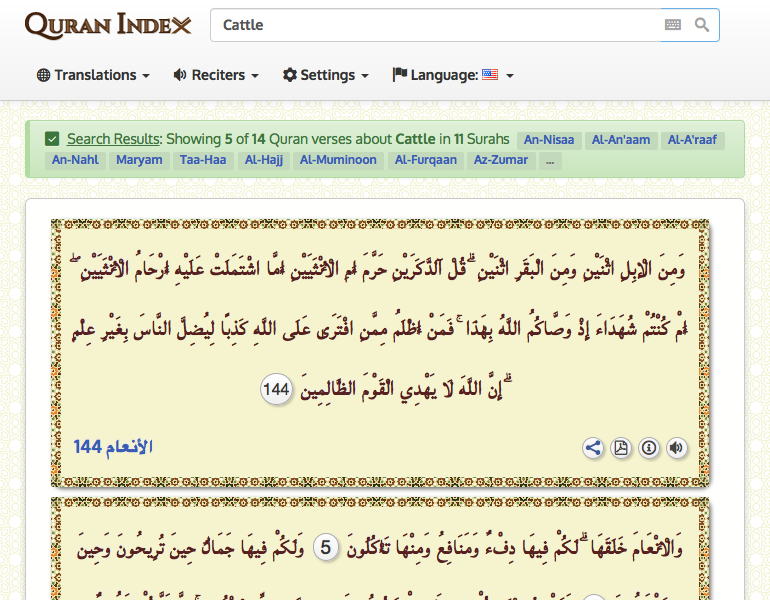 QURAN INDEX
Cattle
Translations
Reciters
Settings
Language:
Search Results: Showing 5 of 14 Quran verses about Cattle in 11 Surahs An-Nisaa Al-An'aam Al-A'raaf
An-Nahl Maryam Taa-Haa Al-Hajj Al-Muminoon Al-Furqaan Az-Zumar ...
وَمِنَ الْإِبِلِ اثْنَيْنِ وَمِنَ الْبَقَرِ اثْنَيْنِ ۗ قُلْ آلذَّكَرَيْنِ حَرَّمَ أَمِ الْأُنْثَيَيْنِ أَمَّا اشْتَمَلَتْ عَلَيْهِ أَرْحَامُ الْأُنْثَيَيْنِ ۖ
أَمْ كُنْتُمْ شُهَدَاءَ إِذْ وَصَّاكُمُ اللَّهُ بِهَٰذَا ۚ فَمَنْ أَظْلَمُ مِمَّنِ افْتَرَىٰ عَلَى اللَّهِ كَذِبًا لِيُضِلَّ النَّاسَ بِغَيْرِ عِلْمٍ
ۗ إِنَّ اللَّهَ لَا يَهْدِي الْقَوْمَ الظَّالِمِينَ 144
الأنعام 144
وَالْأَنْعَامَ خَلَقَهَا ۗ لَكُمْ فِيهَا دِفْءٌ وَمَنَافِعُ وَمِنْهَا تَأْكُلُونَ 5 وَلَكُمْ فِيهَا جَمَالٌ حِينَ تُرِيحُونَ وَحِينَ